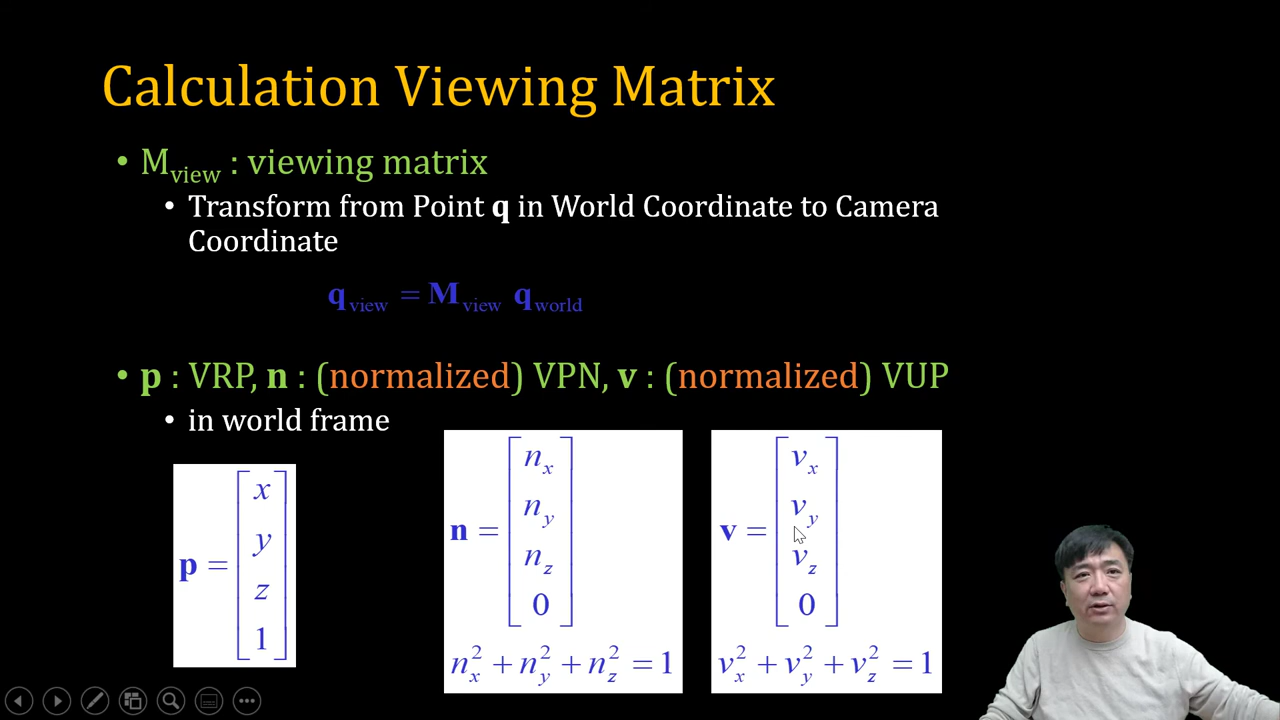 Calculation Viewing Matrix
• M_view : viewing matrix
• Transform from Point q in World Coordinate to Camera
Coordinate
q_view = M_view q_world
• p : VRP, n : (normalized) VPN, v : (normalized) VUP
• in world frame
p = [x
y
z
1]
n = [n_x
n_y
n_z
0]
n_x^2 + n_y^2 + n_z^2 = 1
v = [v_x
v_y
v_z
0]
v_x^2 + v_y^2 + v_z^2 = 1